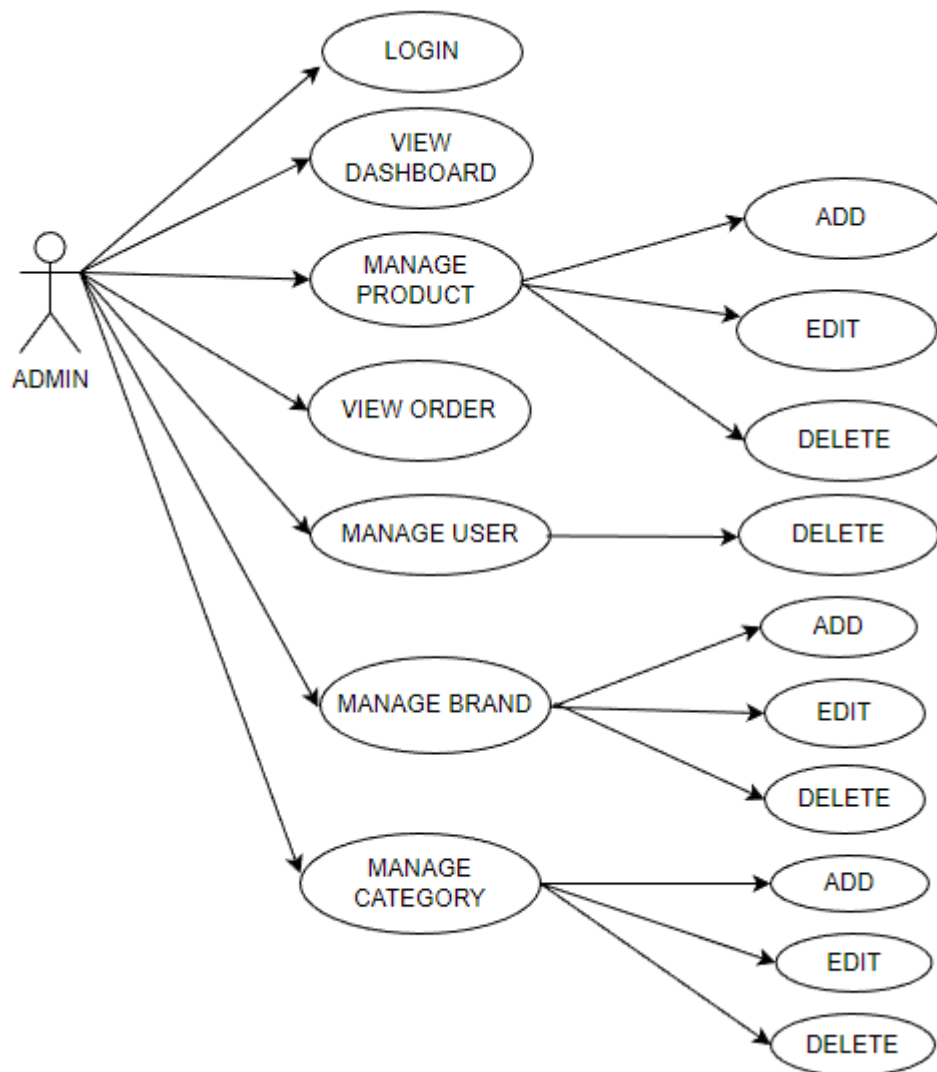 LOGIN
VIEW
DASHBOARD
ADD
MANAGE
PRODUCT
EDIT
ADMIN
VIEW ORDER
DELETE
MANAGE USER
DELETE
ADD
MANAGE BRAND
EDIT
DELETE
MANAGE
CATEGORY
ADD
EDIT
DELETE